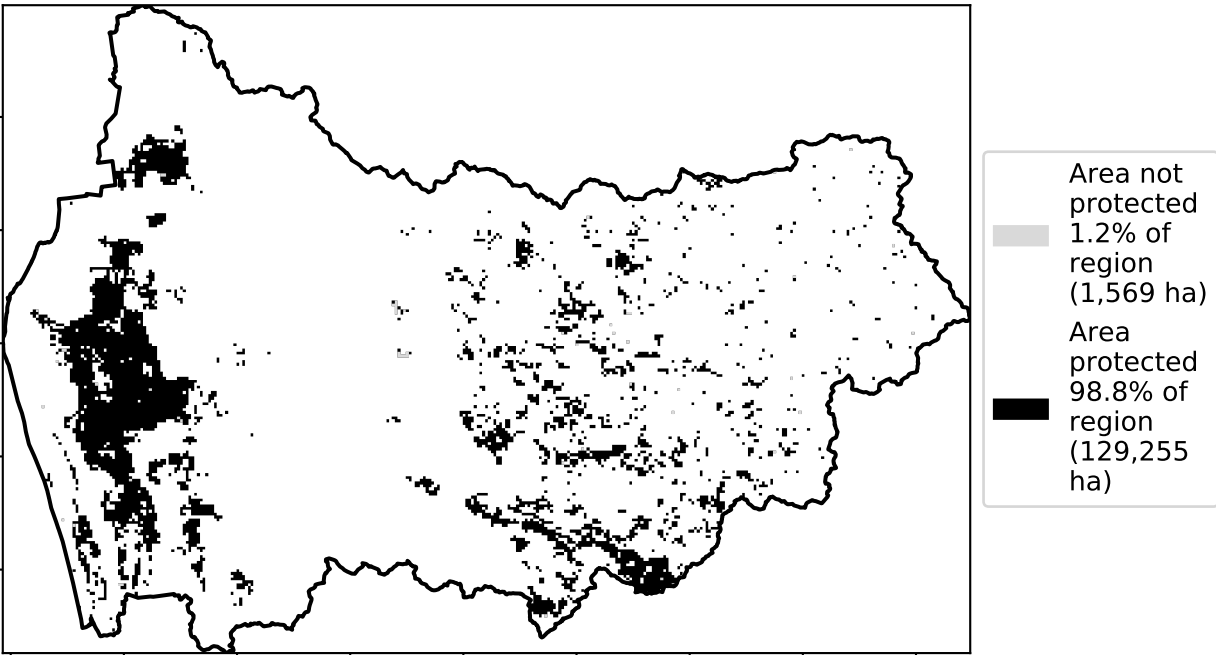 Area not
protected
1.2% of
region
(1,569 ha)
Area
protected
98.8% of
region
(129,255
ha)